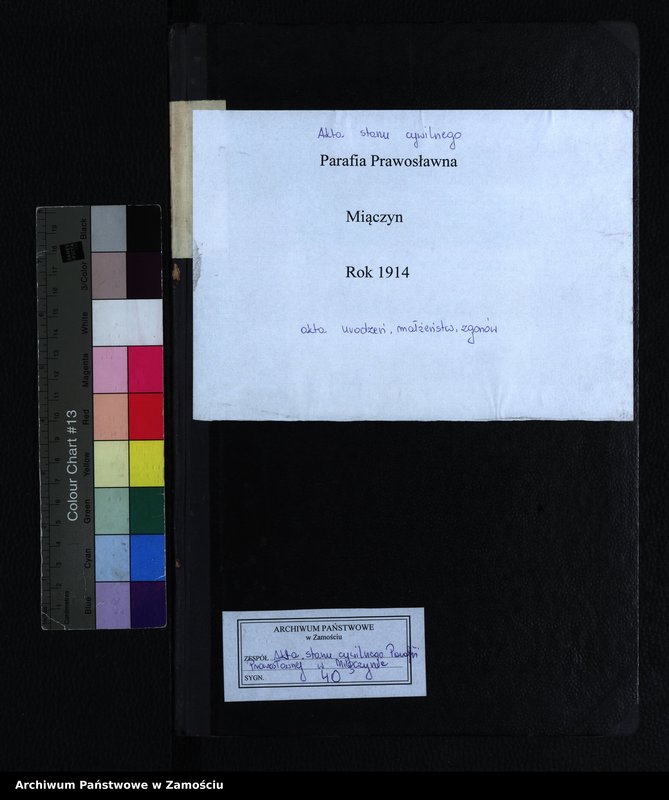 Akta stanu cywilnego
Parafia Prawosławna
Miączyn
Rok 1914
akta urodzeń, małżeństw, zgonów
Colour Chart #13
Blue
Cyan
Green
Yellow
Red
Magenta
White
3/Color
Black
Centimetres
ARCHIWUM PAŃSTWOWE
w Zamościu
ZESPÓŁ Akta stanu cywilnego Parafii
Prawosławnej w Miączynie
SYGN. 40
Archiwum Państwowe w Zamościu